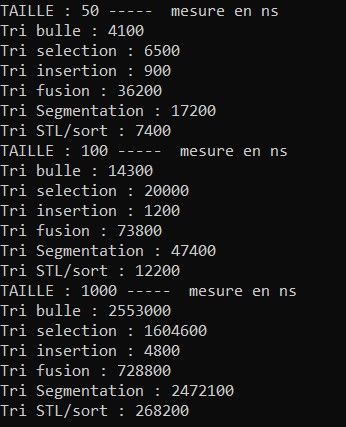 TAILLE : 50 -----  mesure en ns
Tri bulle : 4100
Tri selection : 6500
Tri insertion : 900
Tri fusion : 36200
Tri Segmentation : 17200
Tri STL/sort : 7400
TAILLE : 100 -----  mesure en ns
Tri bulle : 14300
Tri selection : 20000
Tri insertion : 1200
Tri fusion : 73800
Tri Segmentation : 47400
Tri STL/sort : 12200
TAILLE : 1000 -----  mesure en ns
Tri bulle : 2553000
Tri selection : 1604600
Tri insertion : 4800
Tri fusion : 728800
Tri Segmentation : 2472100
Tri STL/sort : 268200